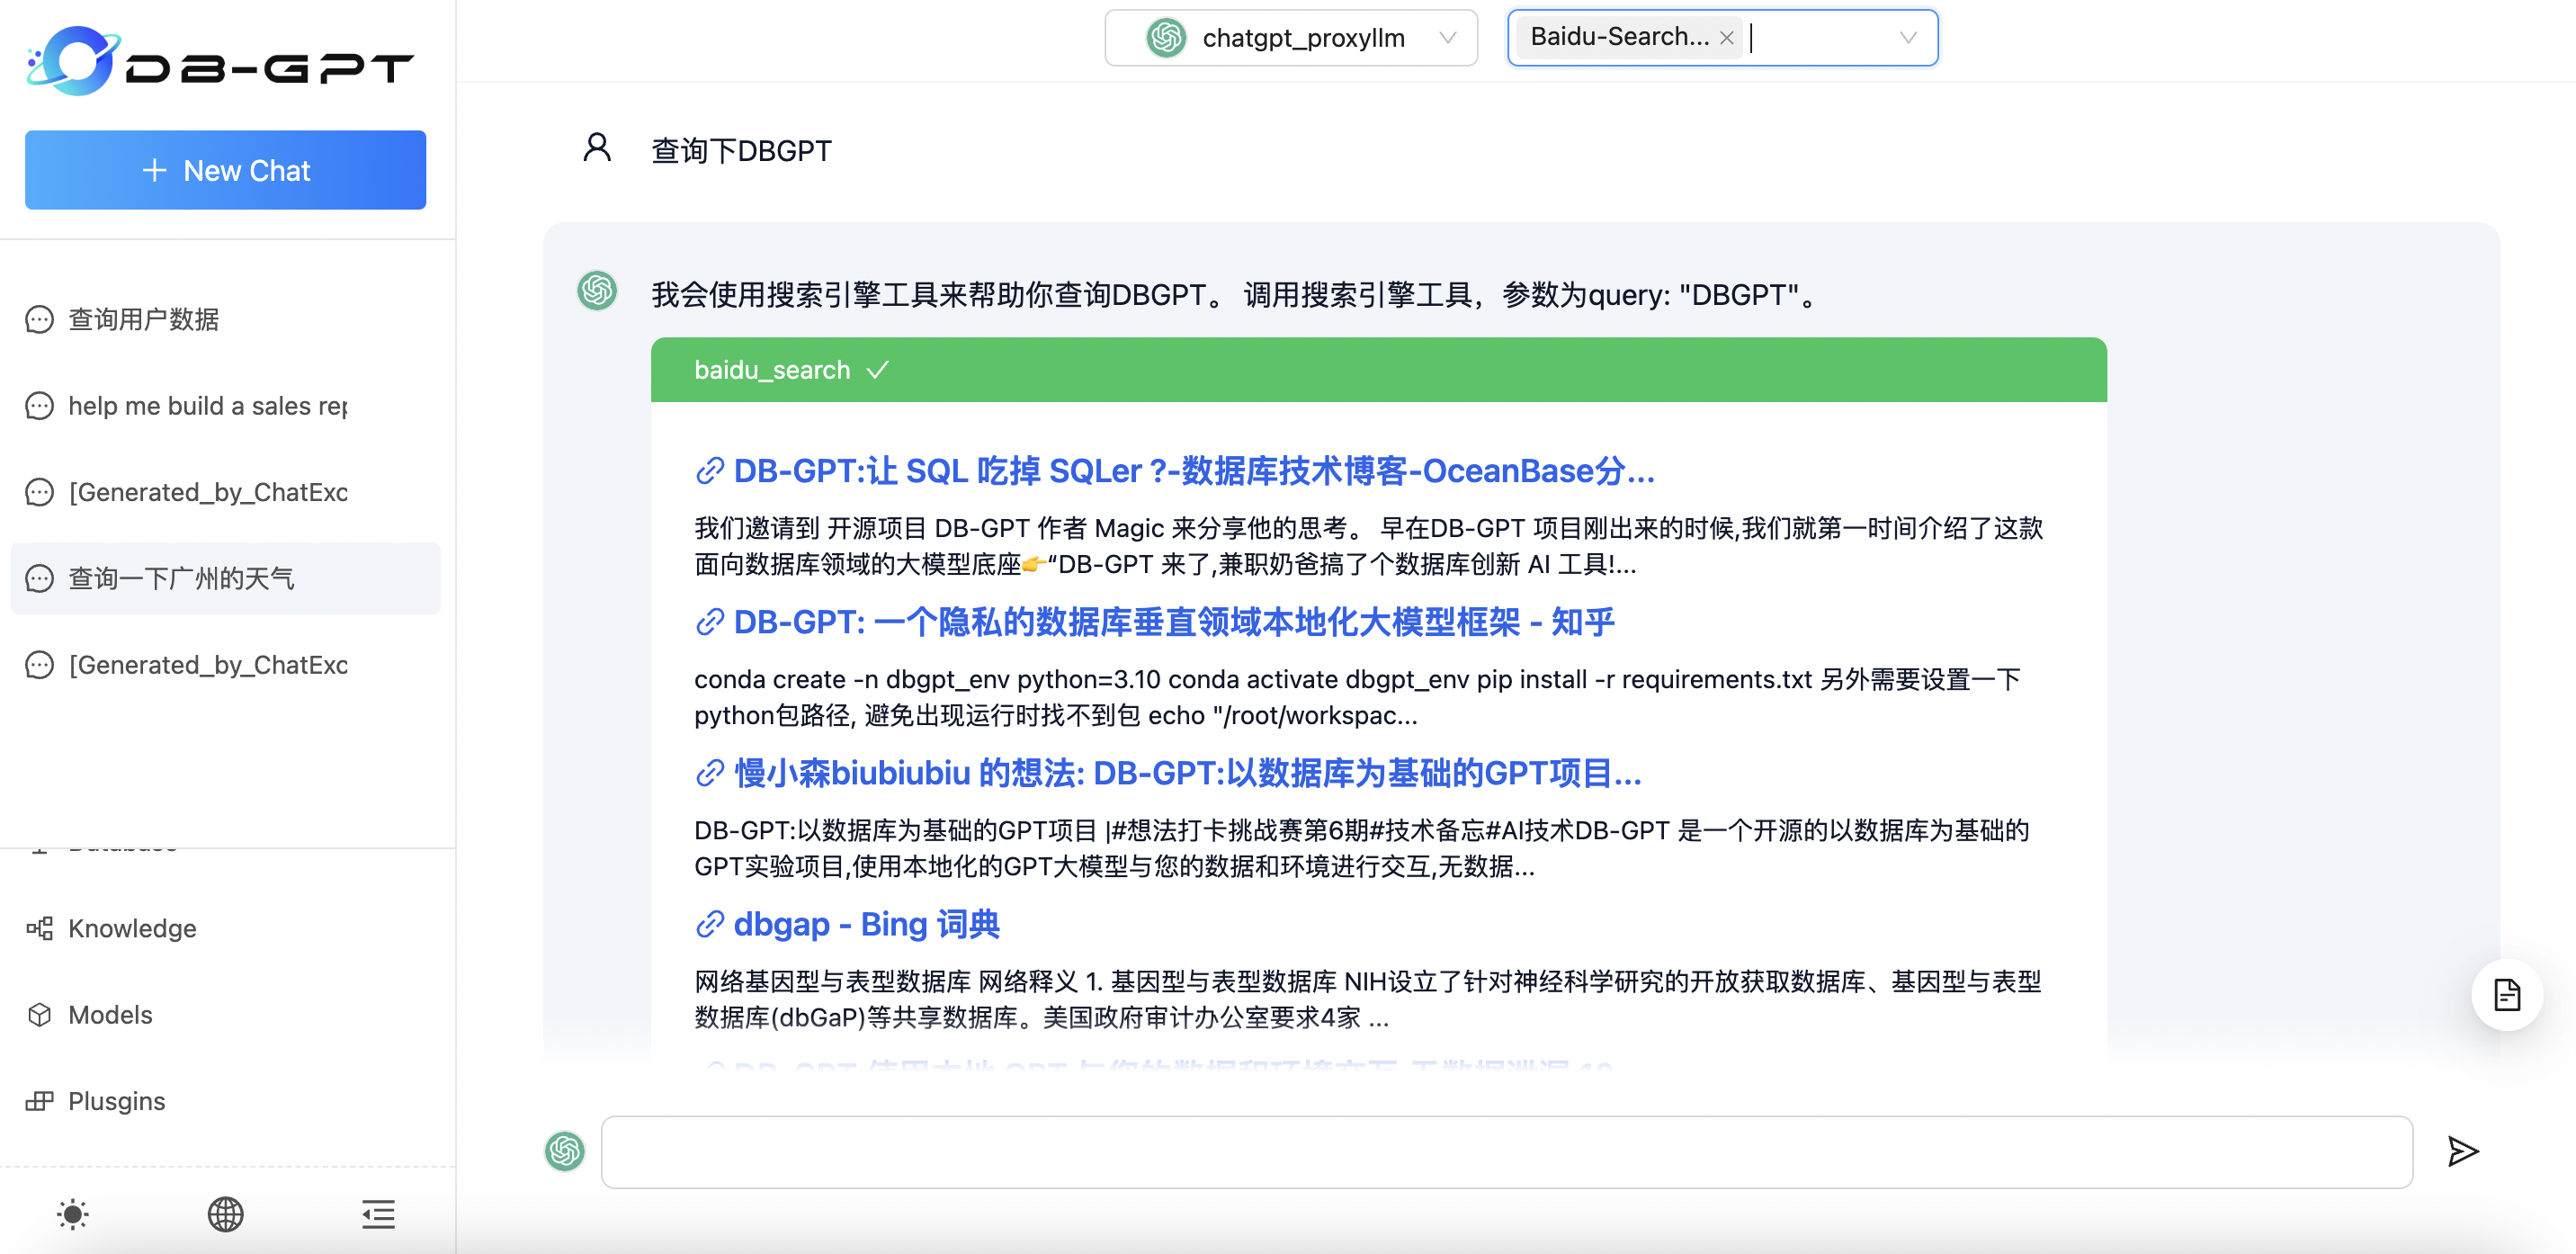 DB-GPT
+ New Chat
查询用户数据
help me build a sales rep
[Generated_by_ChatExc
查询一下广州的天气
[Generated_by_ChatExc
Database
Knowledge
Models
Plusgins
chatgpt_proxyllm
Baidu-Search...
查询下DBGPT
我会使用搜索引擎工具来帮助你查询DBGPT。 调用搜索引擎工具，参数为query: "DBGPT"。
baidu_search
DB-GPT:让 SQL 吃掉 SQLer ?-数据库技术博客-OceanBase分...
我们邀请到 开源项目 DB-GPT 作者 Magic 来分享他的思考。 早在DB-GPT 项目刚出来的时候,我们就第一时间介绍了这款
面向数据库领域的大模型底座👉“DB-GPT 来了,兼职奶爸搞了个数据库创新 AI 工具!...
DB-GPT: 一个隐私的数据库垂直领域本地化大模型框架 - 知乎
conda create -n dbgpt_env python=3.10 conda activate dbgpt_env pip install -r requirements.txt 另外需要设置一下
python包路径, 避免出现运行时找不到包 echo "/root/workspac...
慢小森biubiubiu 的想法: DB-GPT:以数据库为基础的GPT项目...
DB-GPT:以数据库为基础的GPT项目 |#想法打卡挑战赛第6期#技术备忘#AI技术DB-GPT 是一个开源的以数据库为基础的
GPT实验项目,使用本地化的GPT大模型与您的数据和环境进行交互,无数据...
dbgap - Bing 词典
网络基因型与表型数据库 网络释义 1. 基因型与表型数据库 NIH设立了针对神经科学研究的开放获取数据库、基因型与表型
数据库(dbGaP)等共享数据库。美国政府审计办公室要求4家 ...
DB-GPT 使用本地 GPT 与您的数据和环境交互,无数据泄漏